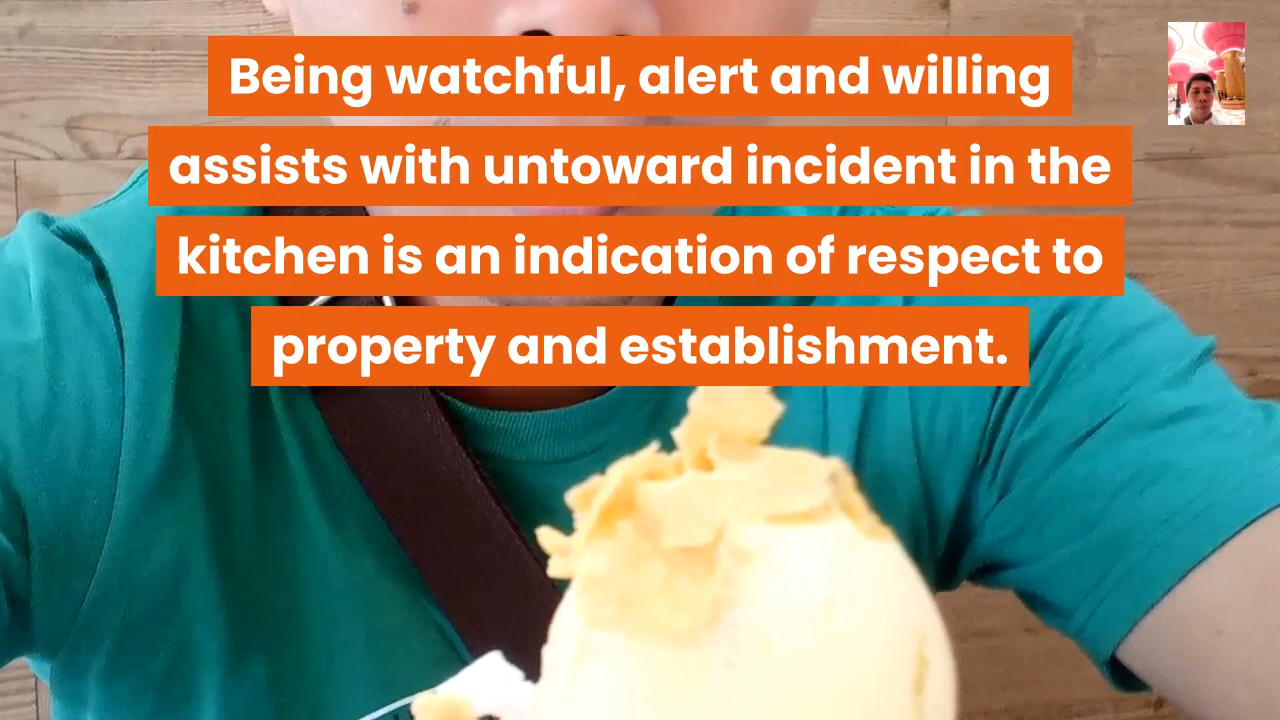 Being watchful, alert and willing
assists with untoward incident in the
kitchen is an indication of respect to
property and establishment.